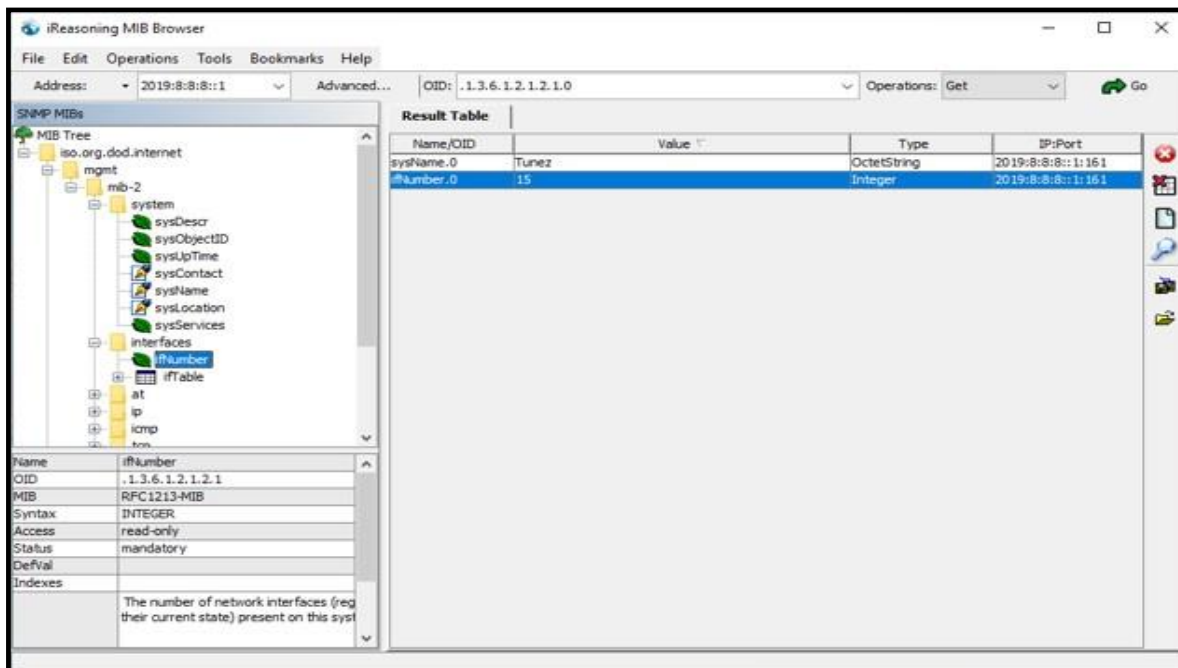 iReasoning MIB Browser
File Edit Operations Tools Bookmarks Help
Address: 2019:8:8:8::1 Advanced... OID: .1.3.6.1.2.1.2.1.0 Operations: Get Go
SNMP MIBs
MIB Tree
iso.org.dod.internet
mgmt
mib-2
system
sysDescr
sysObjectID
sysUpTime
sysContact
sysName
sysLocation
sysServices
interfaces
ifNumber
ifTable
at
ip
icmp
tcp
Name ifNumber
OID .1.3.6.1.2.1.2.1
MIB RFC1213-MIB
Syntax INTEGER
Access read-only
Status mandatory
DefVal
Indexes
The number of network interfaces (reg
their current state) present on this syst
Result Table
Name/OID Value Type IP:Port
sysName.0 Tunez OctetString 2019:8:8:8::1:161
ifNumber.0 15 Integer 2019:8:8:8::1:161